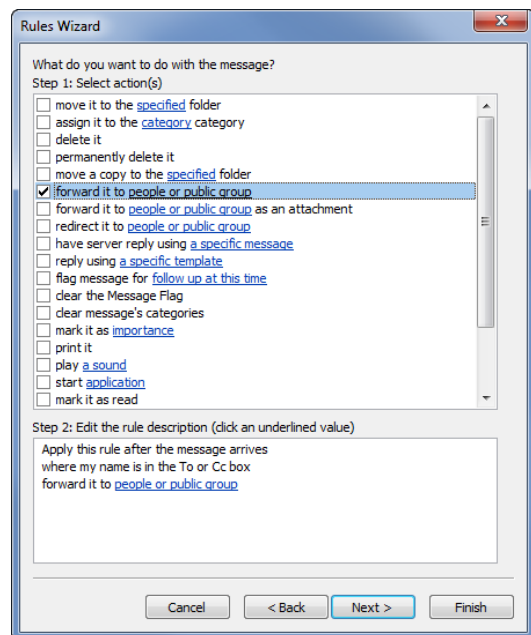 Rules Wizard
What do you want to do with the message?
Step 1: Select action(s)
move it to the specified folder
assign it to the category category
delete it
permanently delete it
move a copy to the specified folder
forward it to people or public group
forward it to people or public group as an attachment
redirect it to people or public group
have server reply using a specific message
reply using a specific template
flag message for follow up at this time
clear the Message Flag
clear message's categories
mark it as importance
print it
play a sound
start application
mark it as read
Step 2: Edit the rule description (click an underlined value)
Apply this rule after the message arrives
where my name is in the To or Cc box
forward it to people or public group
Cancel < Back Next > Finish